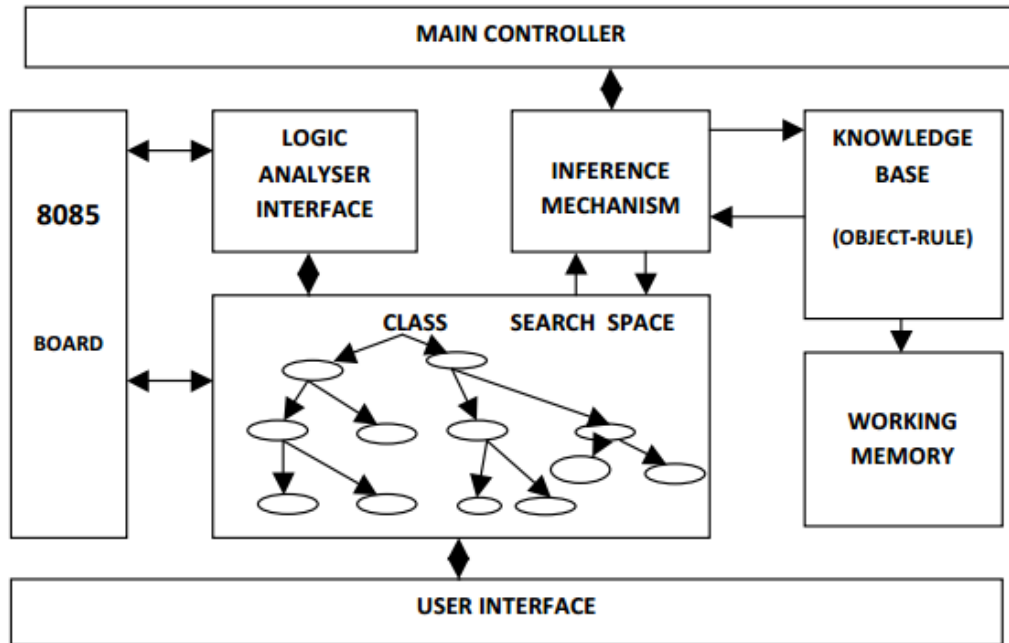 MAIN CONTROLLER
8085
BOARD
LOGIC
ANALYSER
INTERFACE
INFERENCE
MECHANISM
KNOWLEDGE
BASE
(OBJECT-RULE)
CLASS SEARCH SPACE
WORKING
MEMORY
USER INTERFACE